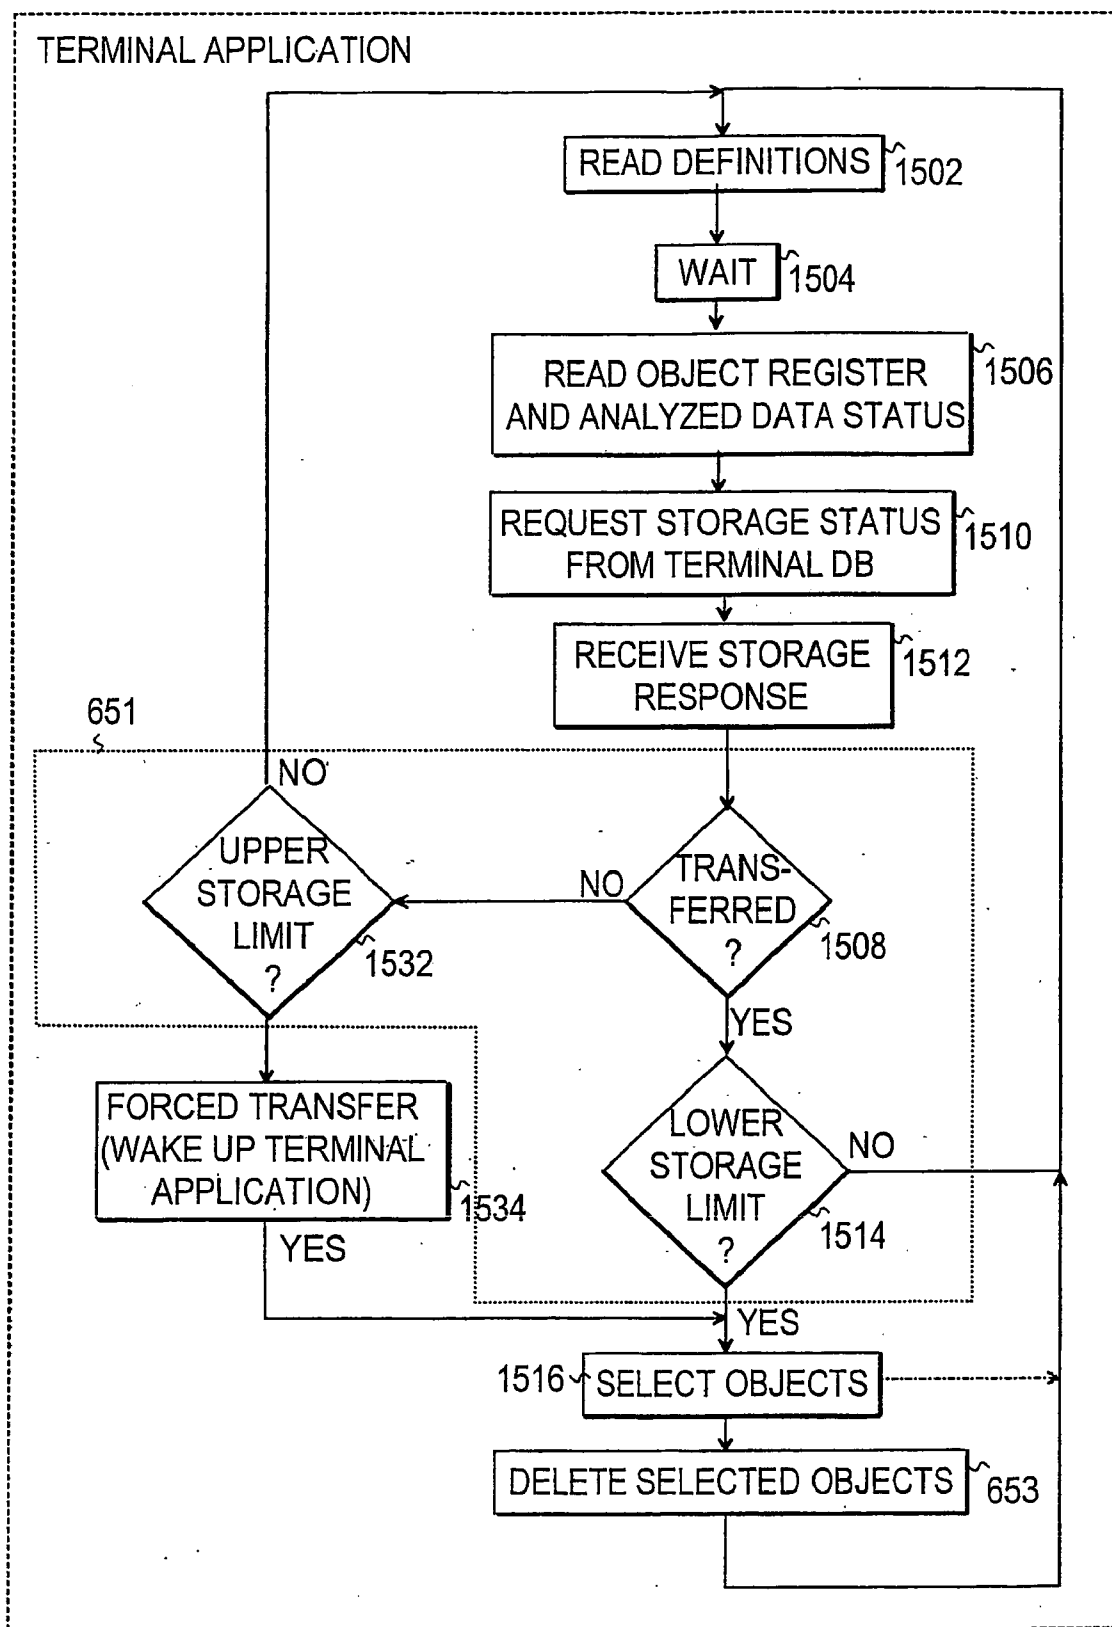 TERMINAL APPLICATION
READ DEFINITIONS
1502
WAIT
1504
READ OBJECT REGISTER
AND ANALYZED DATA STATUS
1506
REQUEST STORAGE STATUS
FROM TERMINAL DB
1510
RECEIVE STORAGE
RESPONSE
1512
651
NO
UPPER
STORAGE
LIMIT
?
1532
NO
TRANS-
FERRED
?
1508
YES
FORCED TRANSFER
(WAKE UP TERMINAL
APPLICATION)
1534
YES
LOWER
STORAGE
LIMIT
?
NO
1514
YES
1516
SELECT OBJECTS
DELETE SELECTED OBJECTS
653